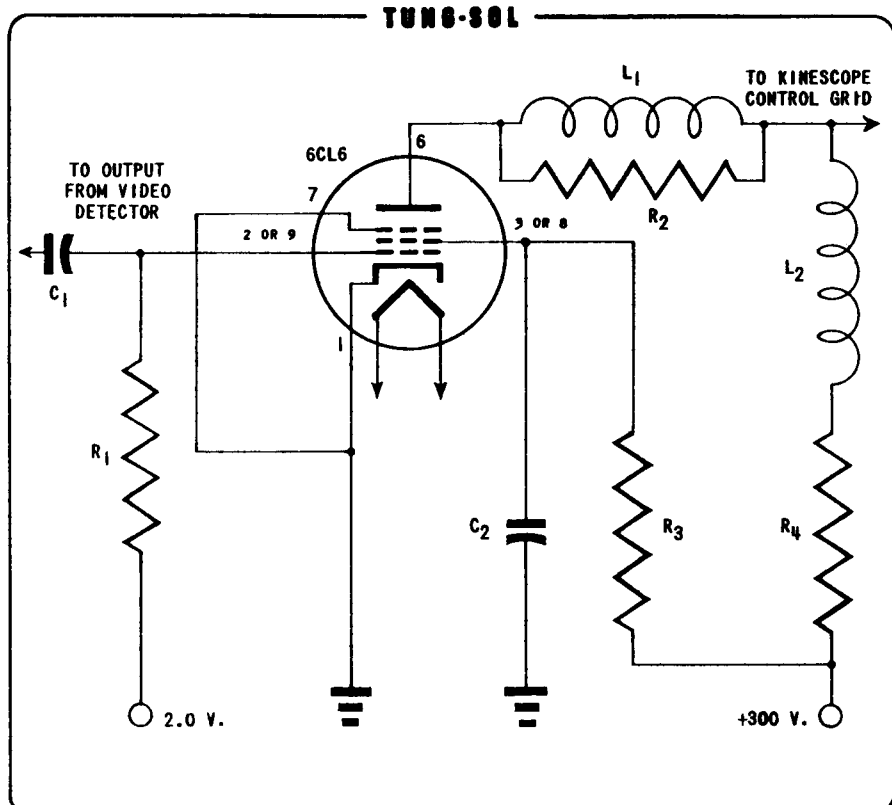 TUNG-SOL
L1
TO KINESCOPE
CONTROL GRID
6CL6
6
TO OUTPUT
FROM VIDEO
DETECTOR
7
R2
2 OR 9
3 OR 8
L2
C1
1
R1
C2
R3
R4
2.0 V.
+300 V.